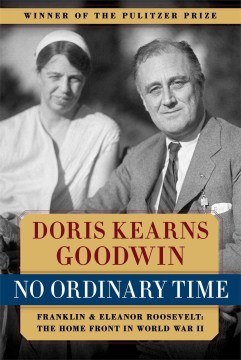 WINNER OF THE PULITZER PRIZE
DORIS KEARNS
GOODWIN
NO ORDINARY TIME
FRANKLIN & ELEANOR ROOSEVELT:
THE HOME FRONT IN WORLD WAR II